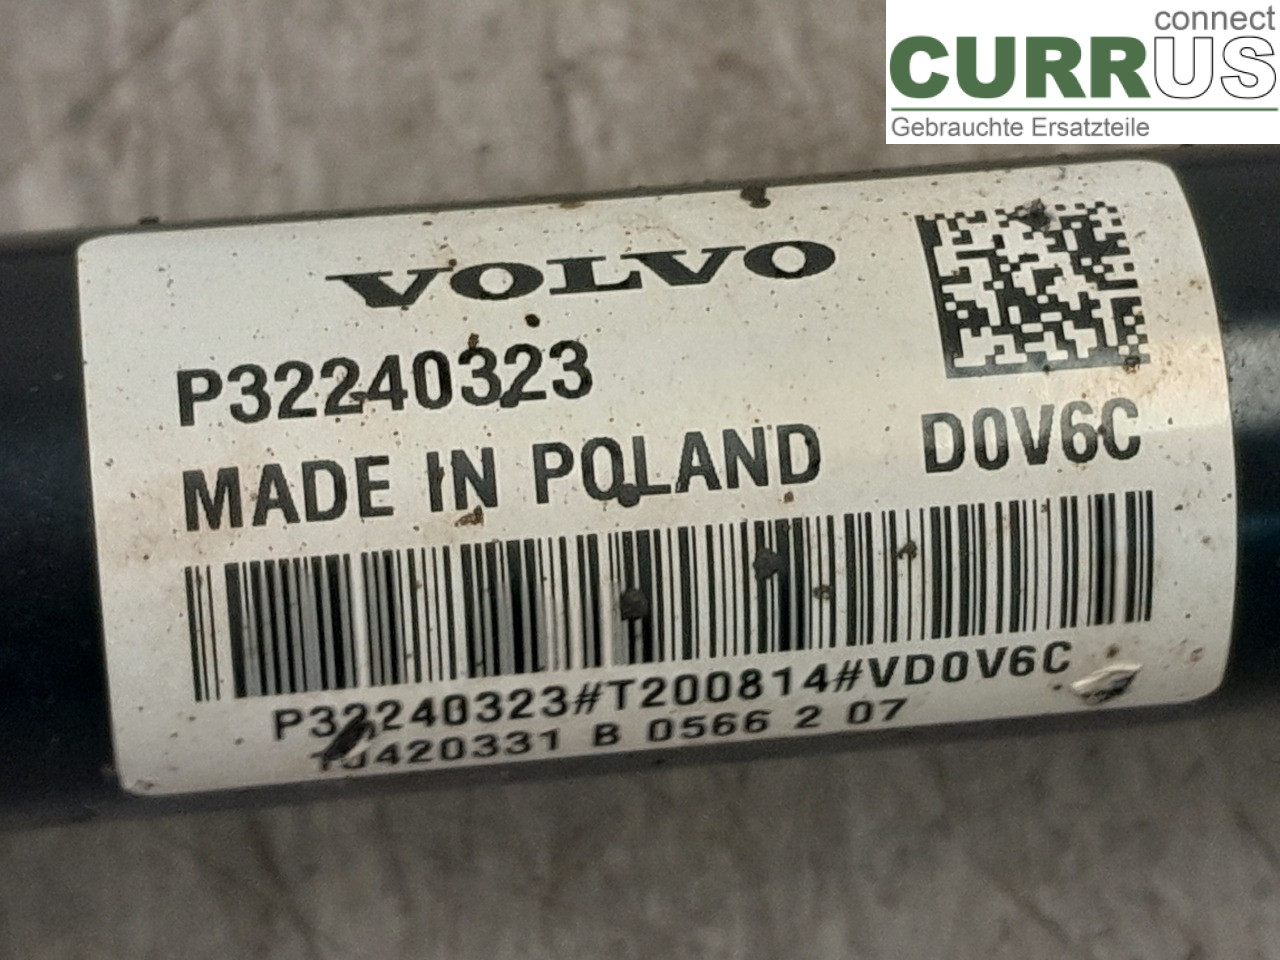 connect
CURRUS
Gebrauchte Ersatzteile
VOLVO
P32240323
MADE IN POLAND D0V6C
P32240323#T200814#VD0V6C
B 0566 2 07